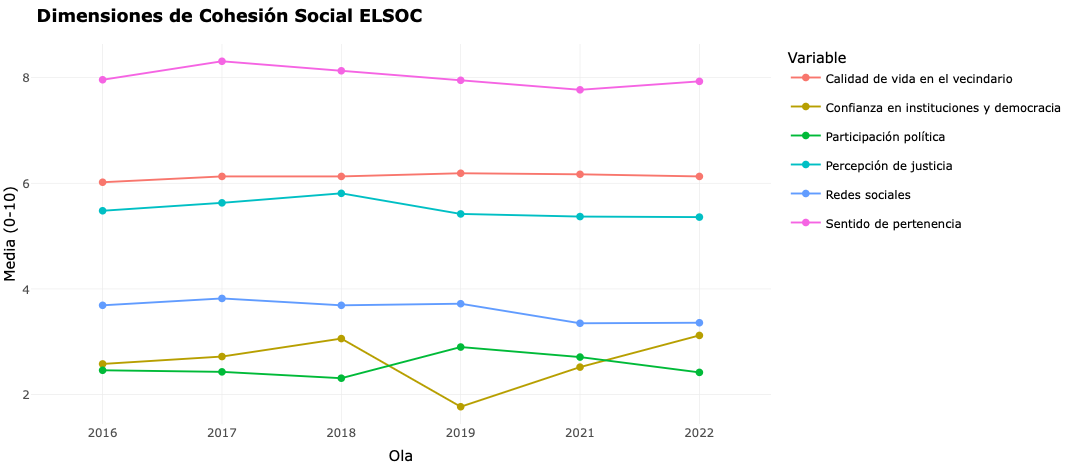 Dimensiones de Cohesión Social ELSOC
Media (0-10)
8
6
4
2
2016 2017 2018 2019 2021 2022
Ola
Variable
Calidad de vida en el vecindario
Confianza en instituciones y democracia
Participación política
Percepción de justicia
Redes sociales
Sentido de pertenencia